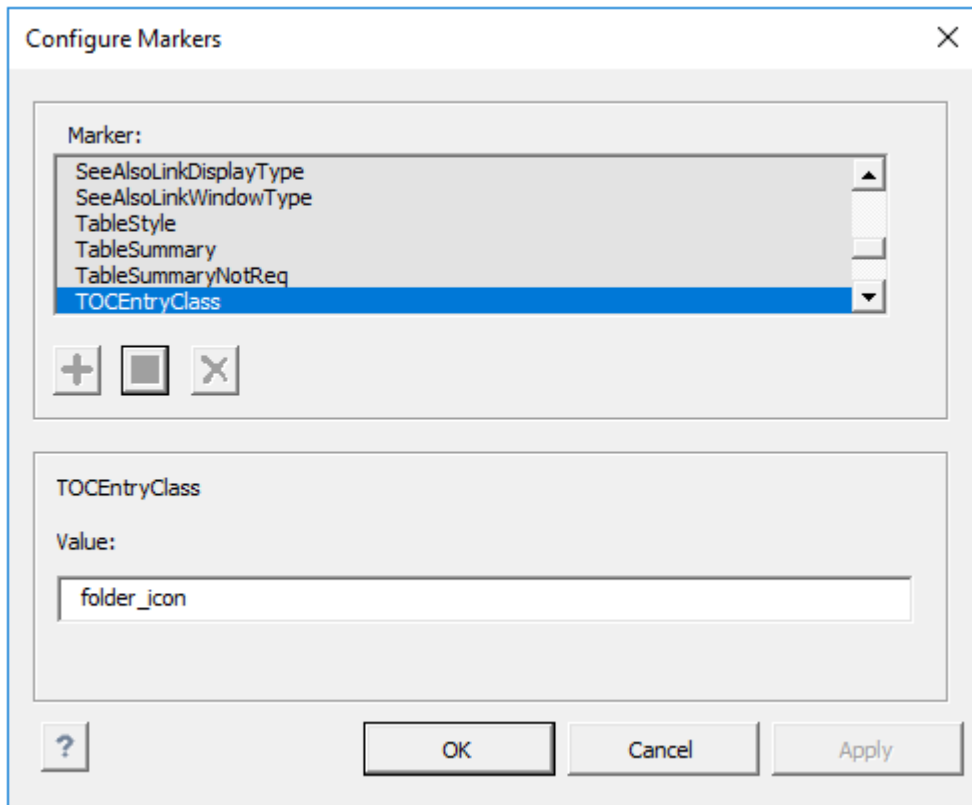 Configure Markers
Marker:
SeeAlsoLinkDisplayType
SeeAlsoLinkWindowType
TableStyle
TableSummary
TableSummaryNotReq
TOCEntryClass
TOCEntryClass
Value:
folder_icon
?
OK Cancel Apply